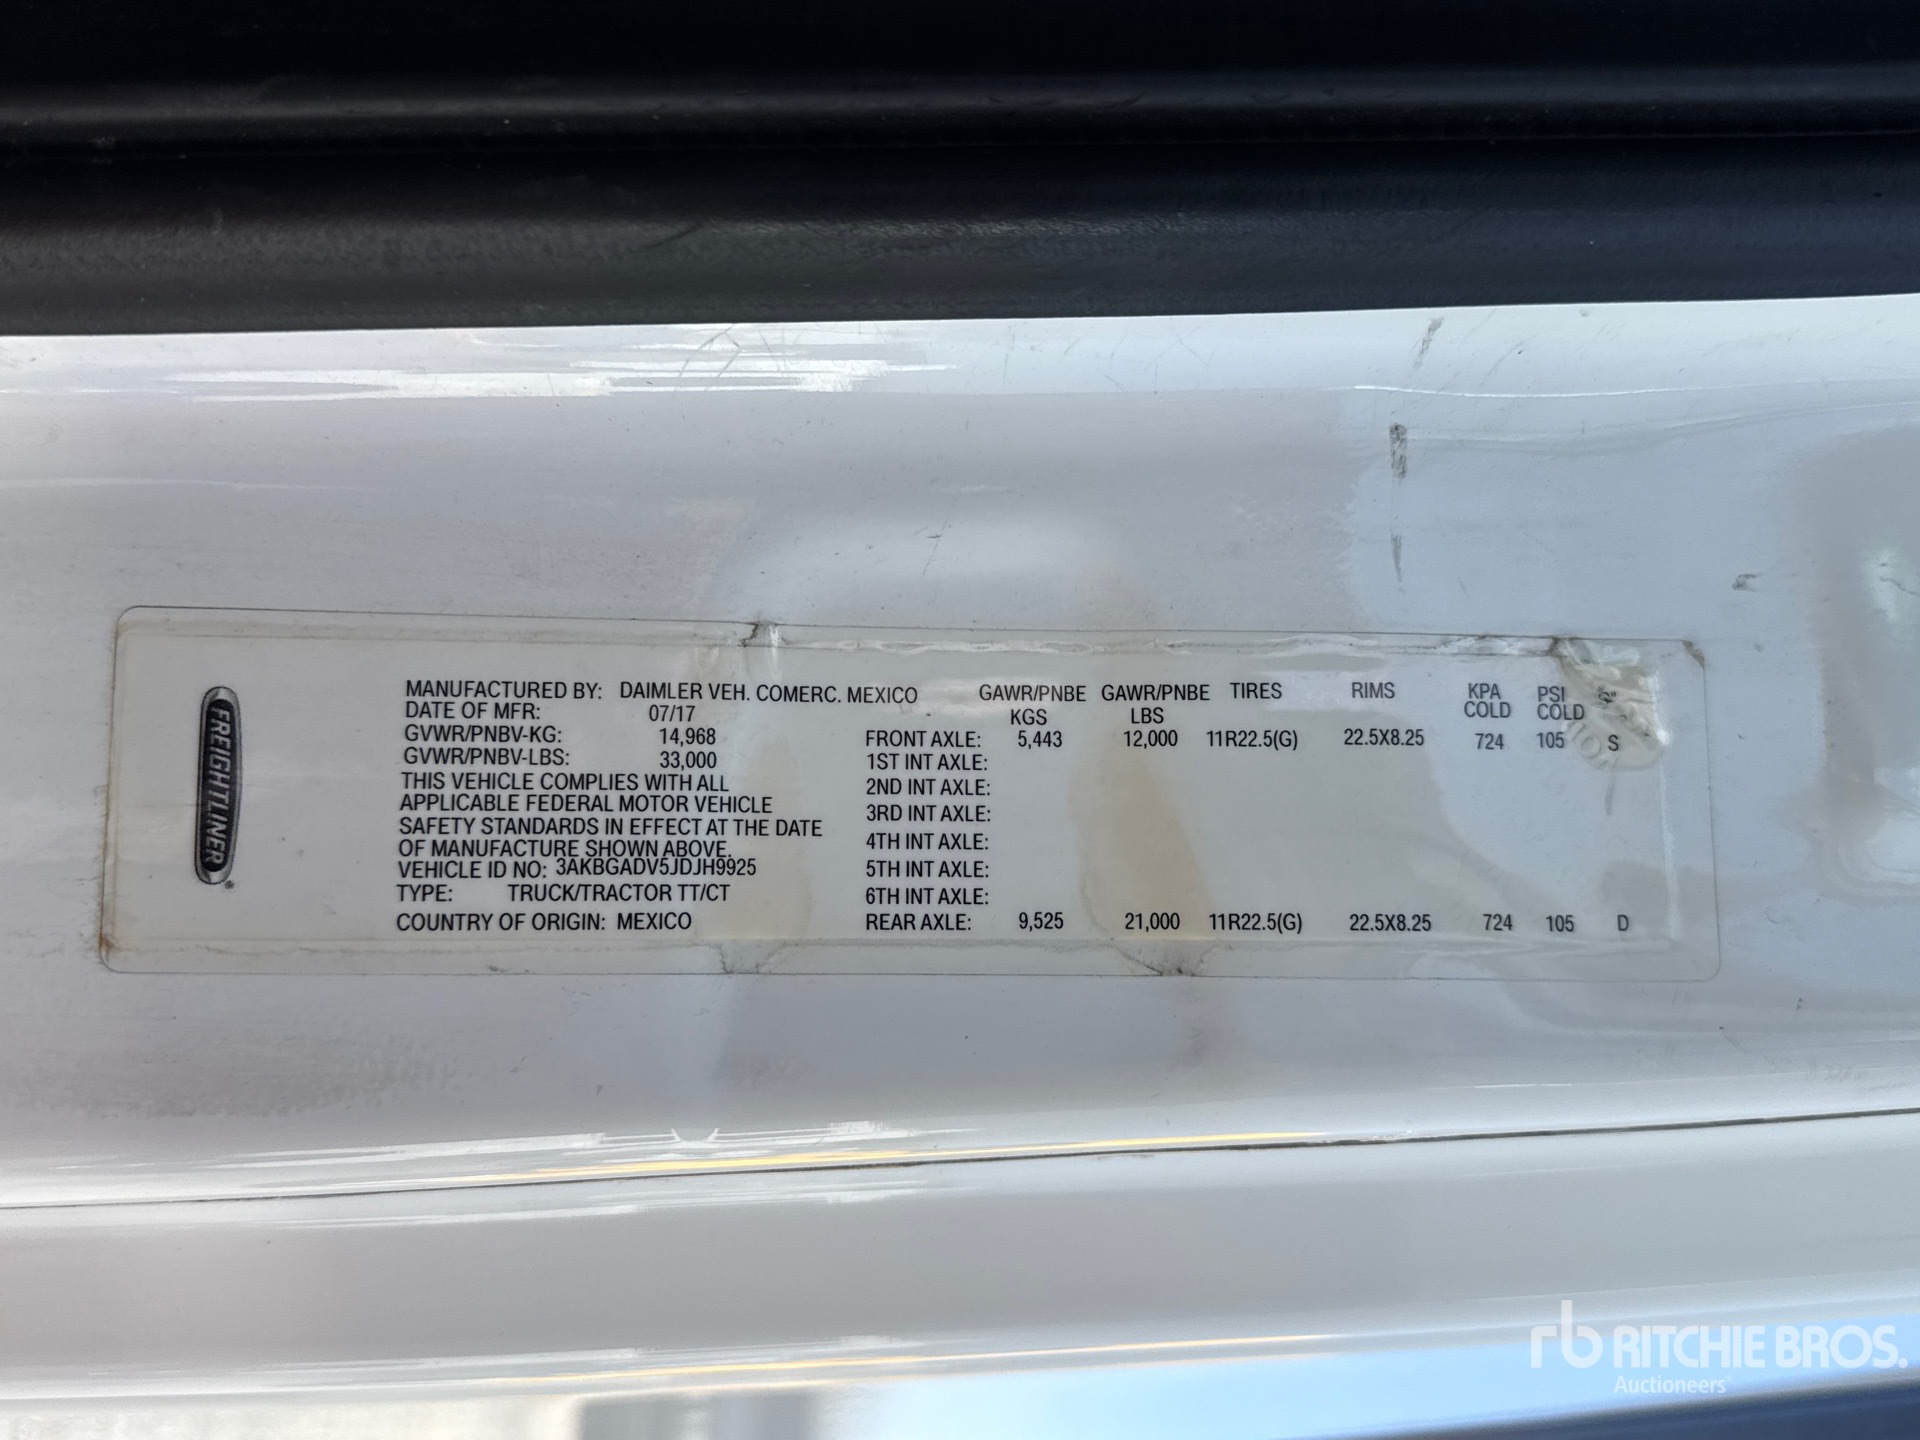 FREIGHTLINER
MANUFACTURED BY: DAIMLER VEH. COMERC. MEXICO
DATE OF MFR: 07/17
GVWR/PNBV-KG: 14,968
GVWR/PNBV-LBS: 33,000
THIS VEHICLE COMPLIES WITH ALL
APPLICABLE FEDERAL MOTOR VEHICLE
SAFETY STANDARDS IN EFFECT AT THE DATE
OF MANUFACTURE SHOWN ABOVE.
VEHICLE ID NO: 3AKBGADV5JDJH9925
TYPE: TRUCK/TRACTOR TT/CT
COUNTRY OF ORIGIN: MEXICO
GAWR/PNBE GAWR/PNBE TIRES RIMS KPA PSI
KGS LBS COLD COLD
FRONT AXLE: 5,443 12,000 11R22.5(G) 22.5X8.25 724 105 S
1ST INT AXLE:
2ND INT AXLE:
3RD INT AXLE:
4TH INT AXLE:
5TH INT AXLE:
6TH INT AXLE:
REAR AXLE: 9,525 21,000 11R22.5(G) 22.5X8.25 724 105 D
rb RITCHIE BROS.
Auctioneers